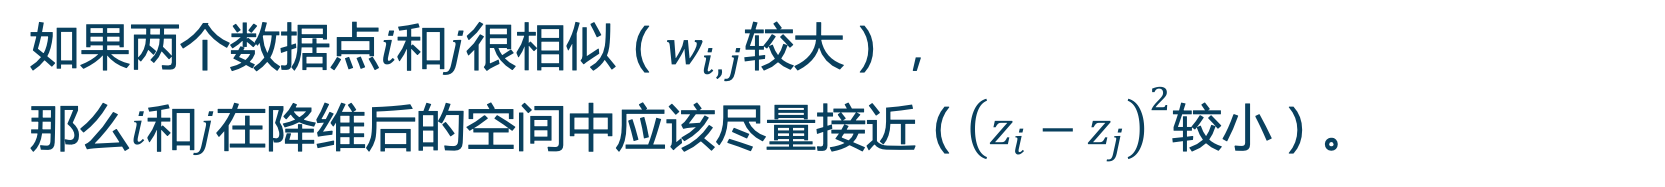 如果两个数据点i和j很相似（w_{i,j}较大），
那么i和j在降维后的空间中应该尽量接近（(z_i − z_j)^2较小）。